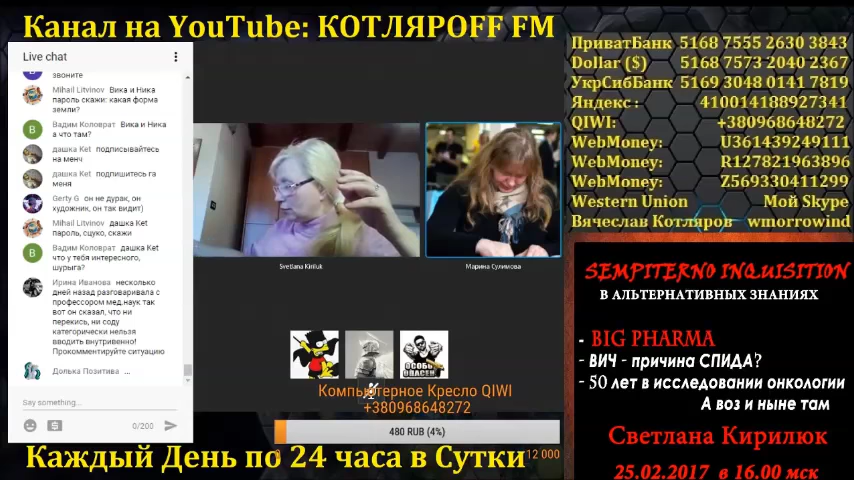 Канал на YouTube: КОТЛЯРOFF FM
Live chat
звоните
Mihail Litvinov Вика и Ника
пароль скажи: какая форма
земли?
Вадим Коловрат Вика и Ника
а что там?
дашка Ket подписывайтесь
на менч
дашка Ket подпишитесь га
меня
Gerty G он не дурак, он
художник, он так видит)
Mihail Litvinov дашка Ket
пароль, сцуко, скажи
Вадим Коловрат дашка Ket
что у тебя интересного,
шурыга?
Ирина Иванова несколько
дней назад разговаривала с
профессором мед.наук так
вот он сказал, что ни
перекись, ни соду
категорически нельзя
вводить внутривенно!
Прокомментируйте ситуацию
Долька Позитива ...
Say something...
0/200
Svetlana Kiriluk
Марина Сулимова
ОСОБО
ОПАСЕН
Компьютерное Кресло QIWI
+380968648272
480 RUB (4%)
12 000
Каждый День по 24 часа в Сутки
ПриватБанк 5168 7555 2630 3843
Dollar ($) 5168 7573 2040 2367
УкрСибБанк 5169 3048 0141 7819
Яндекс : 410014188927341
QIWI: +380968648272
WebMoney: U361439249111
WebMoney: R127821963896
WebMoney: Z569330411299
Western Union Мой Skype
Вячеслав Котляров wmorrowind
SEMPITERNO INQUISITION
В АЛЬТЕРНАТИВНЫХ ЗНАНИЯХ
- BIG PHARMA
- ВИЧ - причина СПИДА?
- 50 лет в исследовании онкологии
А воз и ныне там
Светлана Кирилюк
25.02.2017 в 16.00 мск